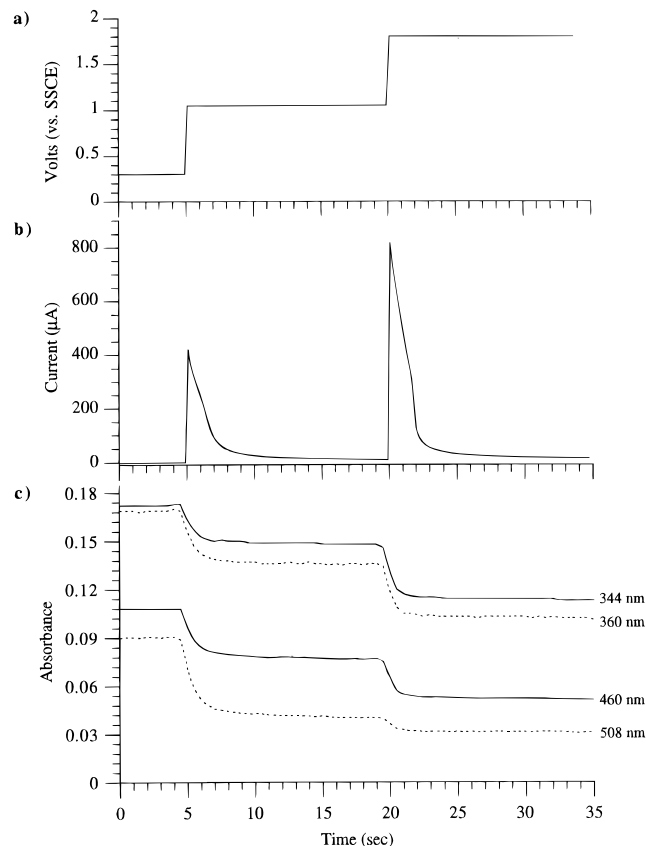 a)
Volts (vs. SSCE)
2
1.5
1
0.5
0
b)
Current (µA)
800
600
400
200
0
c)
Absorbance
0.18
0.15
0.12
0.09
0.06
0.03
0
344 nm
360 nm
460 nm
508 nm
0 5 10 15 20 25 30 35
Time (sec)